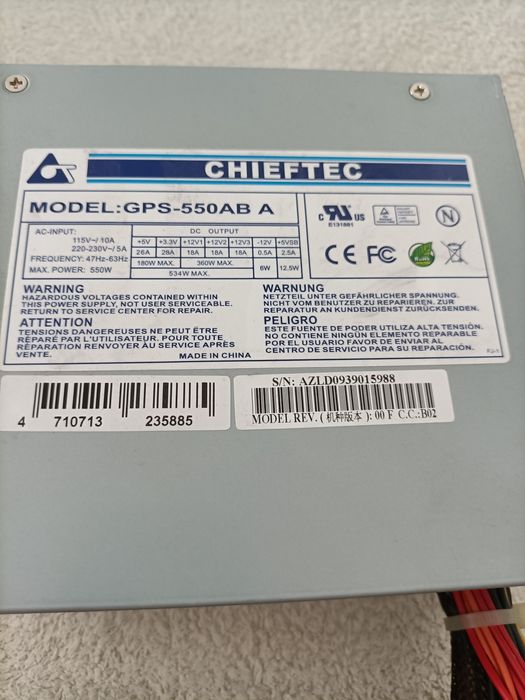 CHIEFTEC
MODEL:GPS-550AB A
AC-INPUT:
115V~/10A
220-230V~/5A
FREQUENCY: 47Hz-63Hz
MAX. POWER: 550W
DC OUTPUT
+5V +3.3V +12V1 +12V2 +12V3 -12V +5VSB
26A 28A 18A 18A 18A 0.5A 2.5A
180W MAX. 360W MAX. 6W 12.5W
534W MAX.
c RU US
E131881
N
CE FC
RoHS
WARNING
HAZARDOUS VOLTAGES CONTAINED WITHIN
THIS POWER SUPPLY, NOT USER SERVICEABLE.
RETURN TO SERVICE CENTER FOR REPAIR.
ATTENTION
TENSIONS DANGEREUSES NE PEUT ÊTRE
RÉPARÉ PAR L'UTILISATEUR. POUR TOUTE
RÉPARATION RENVOYER AU SERVICE APRÈS
VENTE.
MADE IN CHINA
WARNUNG
NETZTEIL UNTER GEFÄHRLICHER SPANNUNG.
NICHT VOM BENUTZER ZU REPARIEREN. ZUR
REPARATUR AN KUNDENDIENST ZURÜCKSENDEN.
PELIGRO
ESTE FUENTE DE PODER UTILIZA ALTA TENSIÓN.
NO CONTIENE NINGÚN ELEMENTO REPARABLE
POR EL USUARIO FAVOR DE LLAMAR AL
CENTRO DE SERVICIO PARA SU REPARACIÓN.
4 710713 235885
S/N: AZLD0939015988
MODEL REV. (机种版本): 00 F C.C.:B02